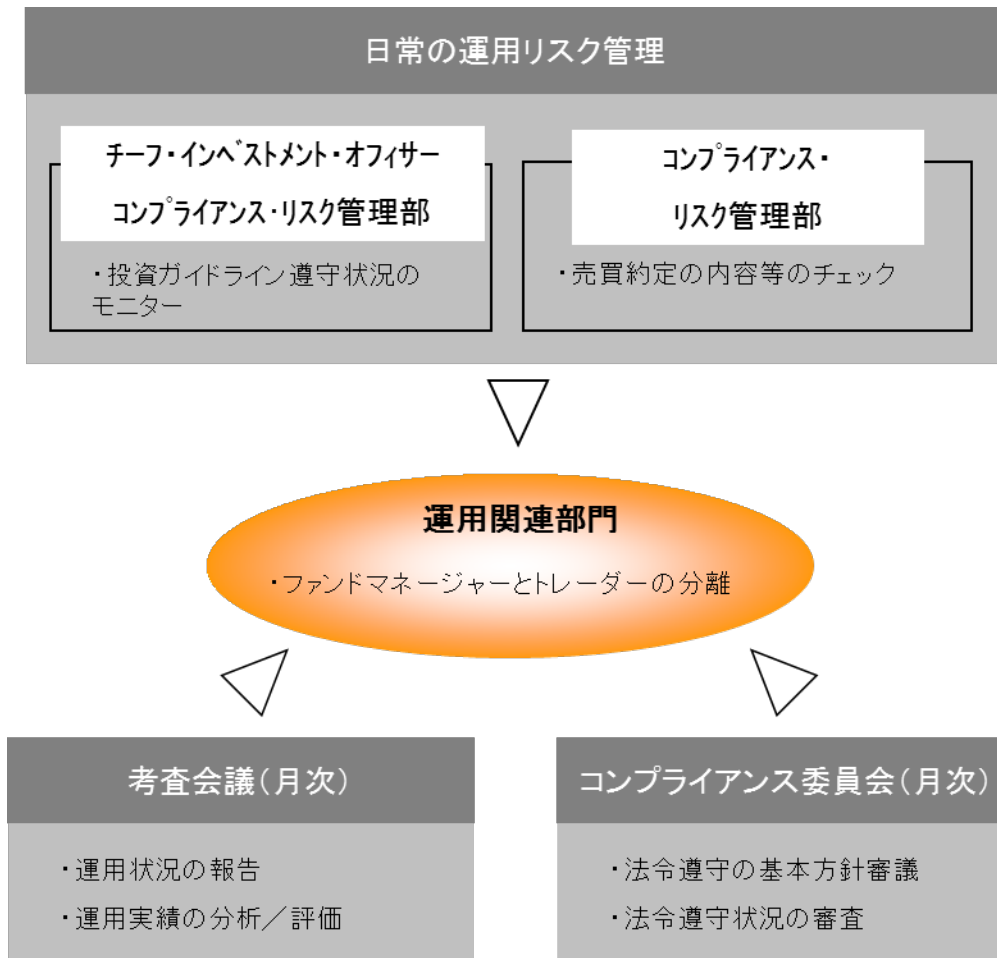 日常の運用リスク管理
チーフ・インベストメント・オフィサー
コンプライアンス・リスク管理部
・投資ガイドライン遵守状況の
モニター
コンプライアンス・
リスク管理部
・売買約定の内容等のチェック
運用関連部門
・ファンドマネージャーとトレーダーの分離
考査会議(月次)
・運用状況の報告
・運用実績の分析／評価
コンプライアンス委員会(月次)
・法令遵守の基本方針審議
・法令遵守状況の審査